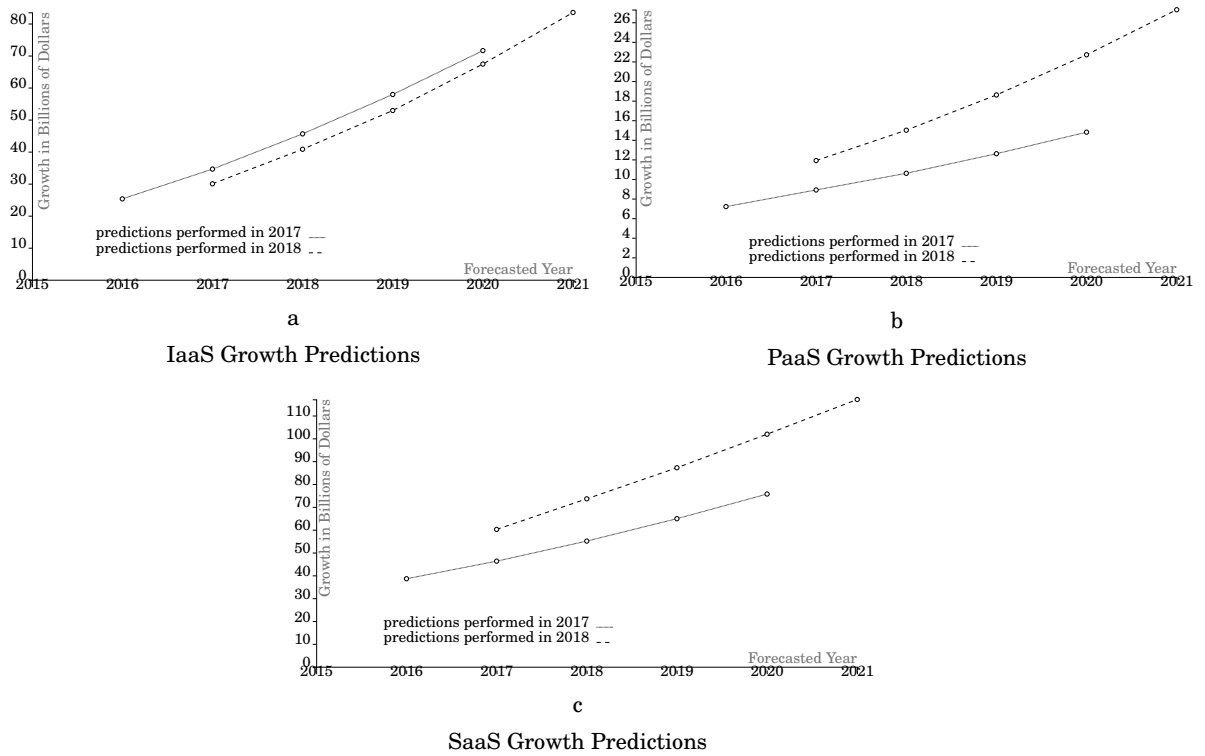 80
70
60
50
40
30
20
10
0
Growth in Billions of Dollars
predictions performed in 2017
predictions performed in 2018
Forecasted Year
2015 2016 2017 2018 2019 2020 2021
a
IaaS Growth Predictions
26
24
22
20
18
16
14
12
10
8
6
4
2
0
Growth in Billions of Dollars
predictions performed in 2017
predictions performed in 2018
Forecasted Year
2015 2016 2017 2018 2019 2020 2021
b
PaaS Growth Predictions
110
100
90
80
70
60
50
40
30
20
10
0
Growth in Billions of Dollars
predictions performed in 2017
predictions performed in 2018
Forecasted Year
2015 2016 2017 2018 2019 2020 2021
c
SaaS Growth Predictions